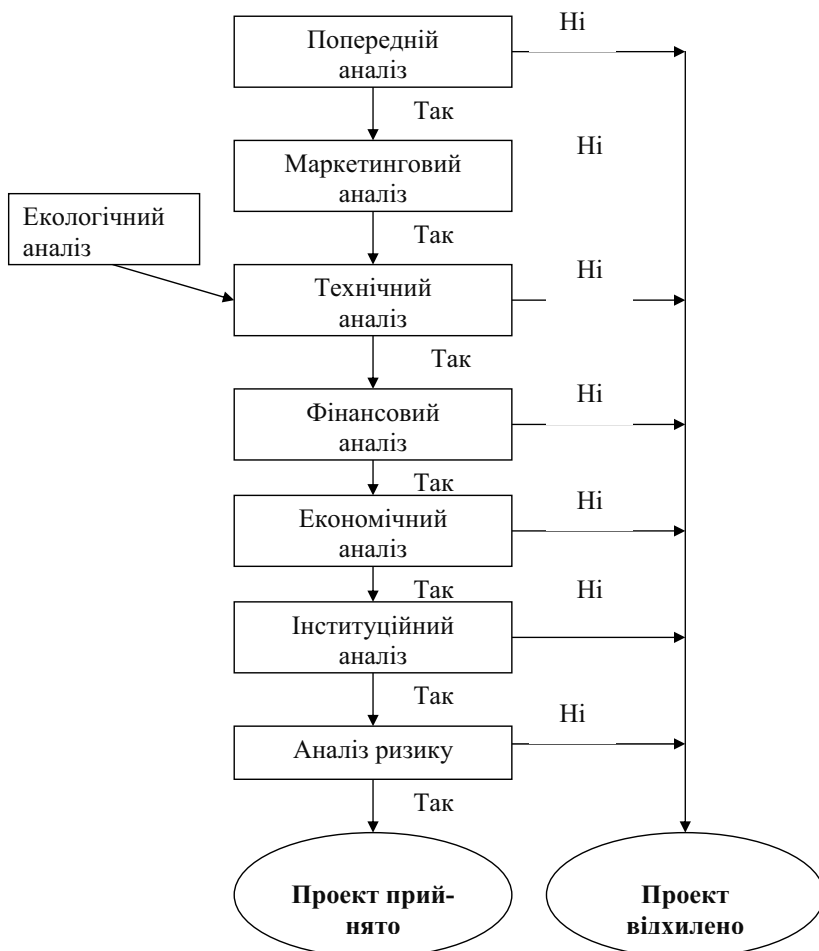 Попередній
аналіз
Ні
Так
Маркетинговий
аналіз
Ні
Так
Екологічний
аналіз
Технічний
аналіз
Ні
Так
Фінансовий
аналіз
Ні
Так
Економічний
аналіз
Ні
Так
Інституційний
аналіз
Ні
Так
Аналіз ризику
Ні
Так
Проект прий-
нято
Проект
відхилено